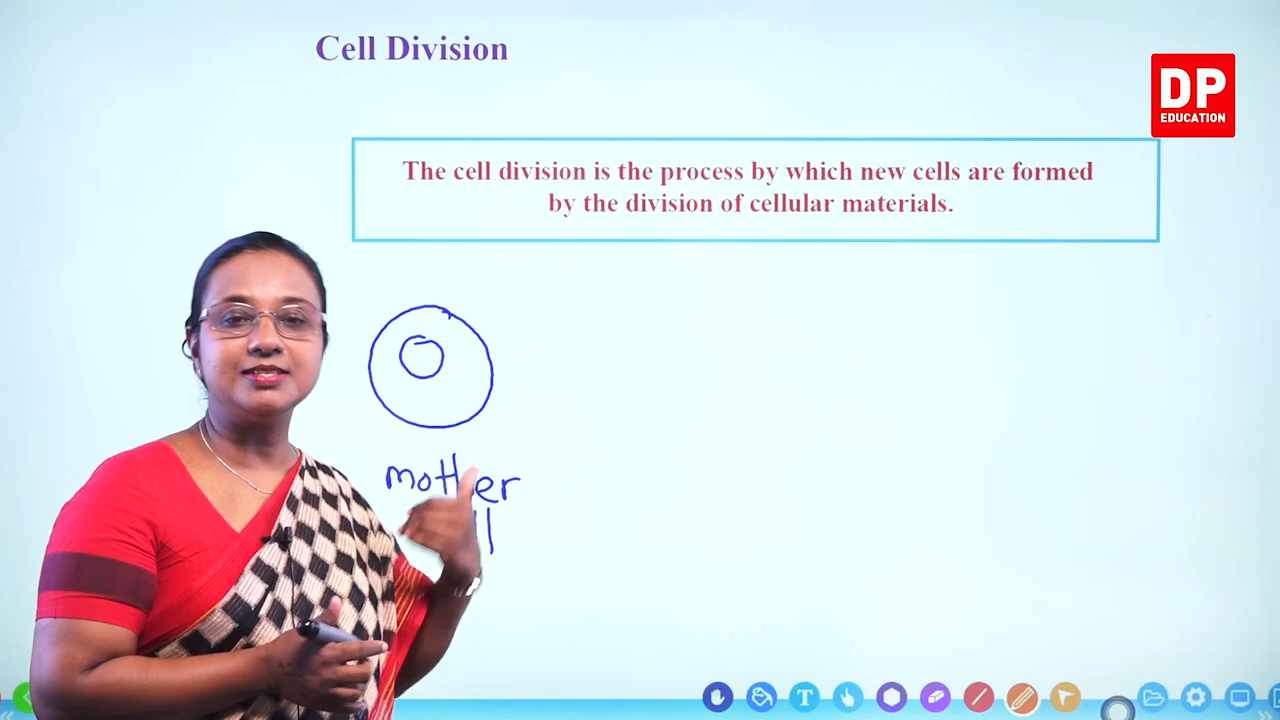 Cell Division
DP
EDUCATION
The cell division is the process by which new cells are formed
by the division of cellular materials.
mother